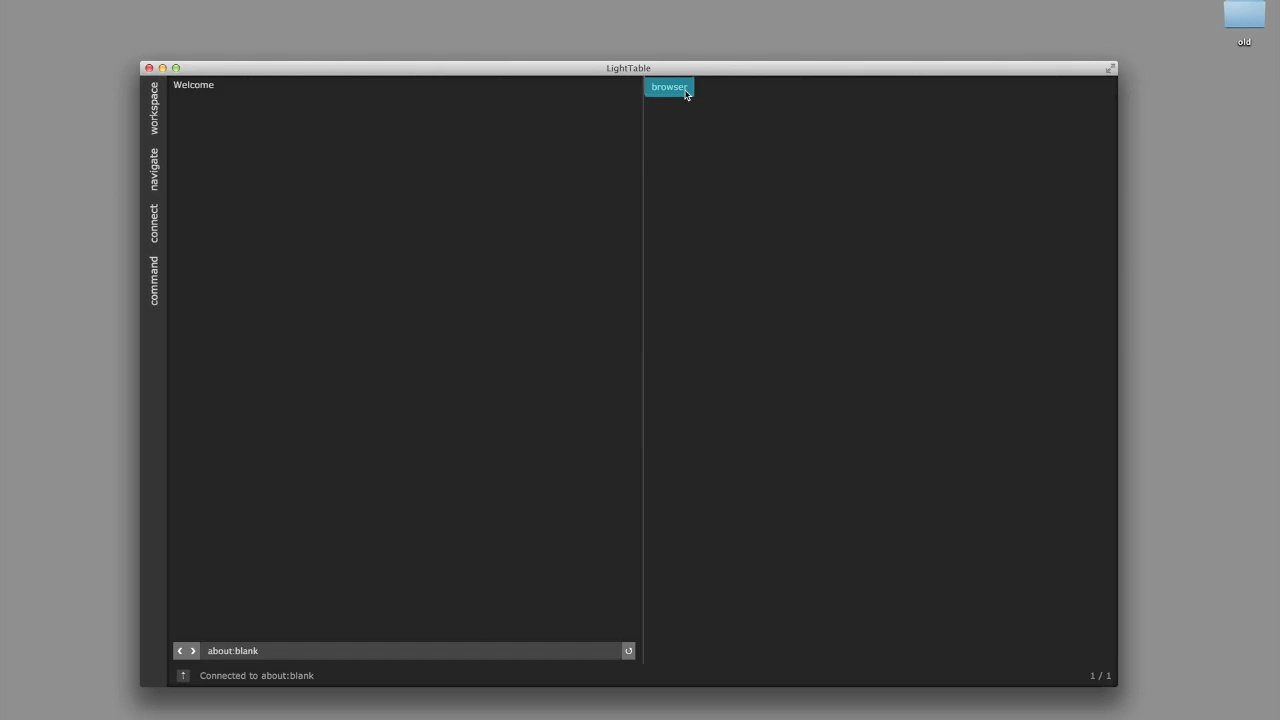 old
LightTable
Welcome
browser
workspace
navigate
connect
command
about:blank
Connected to about:blank
1 / 1